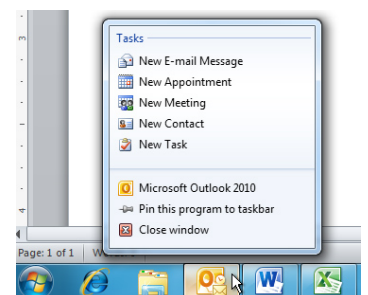 Tasks
New E-mail Message
New Appointment
New Meeting
New Contact
New Task
Microsoft Outlook 2010
Pin this program to taskbar
Close window
Page: 1 of 1